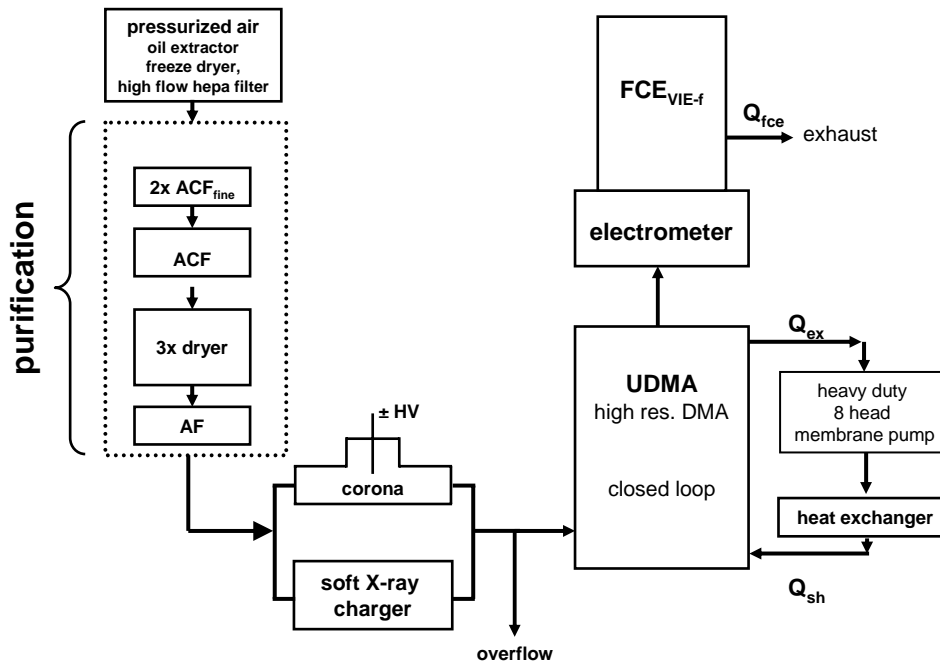 pressurized air
oil extractor
freeze dryer,
high flow hepa filter
purification
2x ACFfine
ACF
3x dryer
AF
± HV
corona
soft X-ray
charger
overflow
FCEVIE-f
Qfce
exhaust
electrometer
UDMA
high res. DMA
closed loop
Qex
heavy duty
8 head
membrane pump
heat exchanger
Qsh